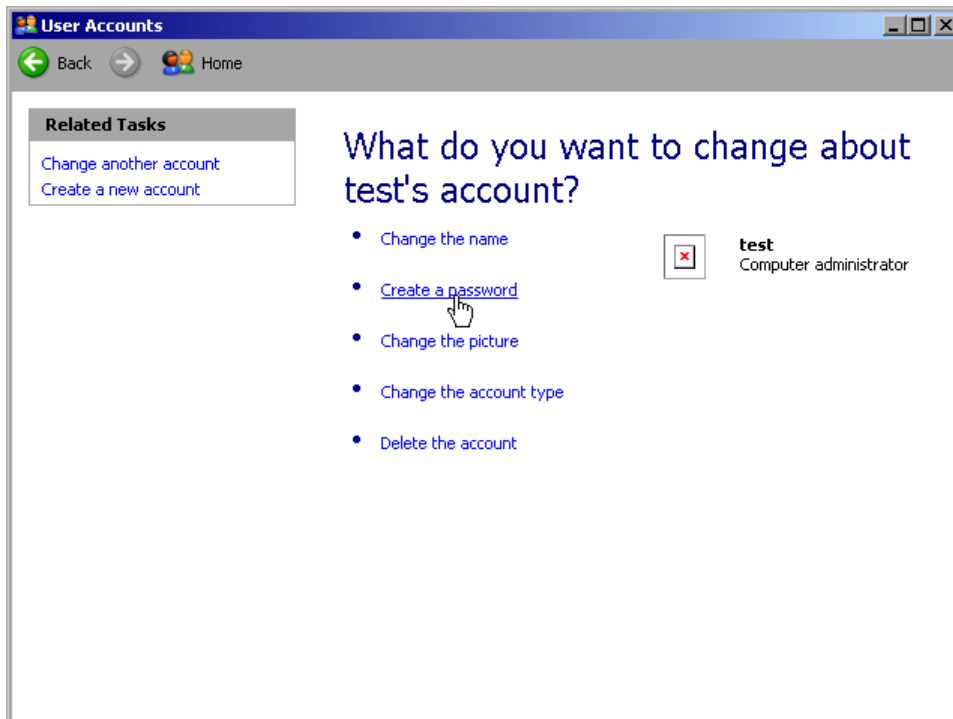 User Accounts
Back Home
Related Tasks
Change another account
Create a new account
What do you want to change about
test's account?
Change the name
Create a password
Change the picture
Change the account type
Delete the account
test
Computer administrator